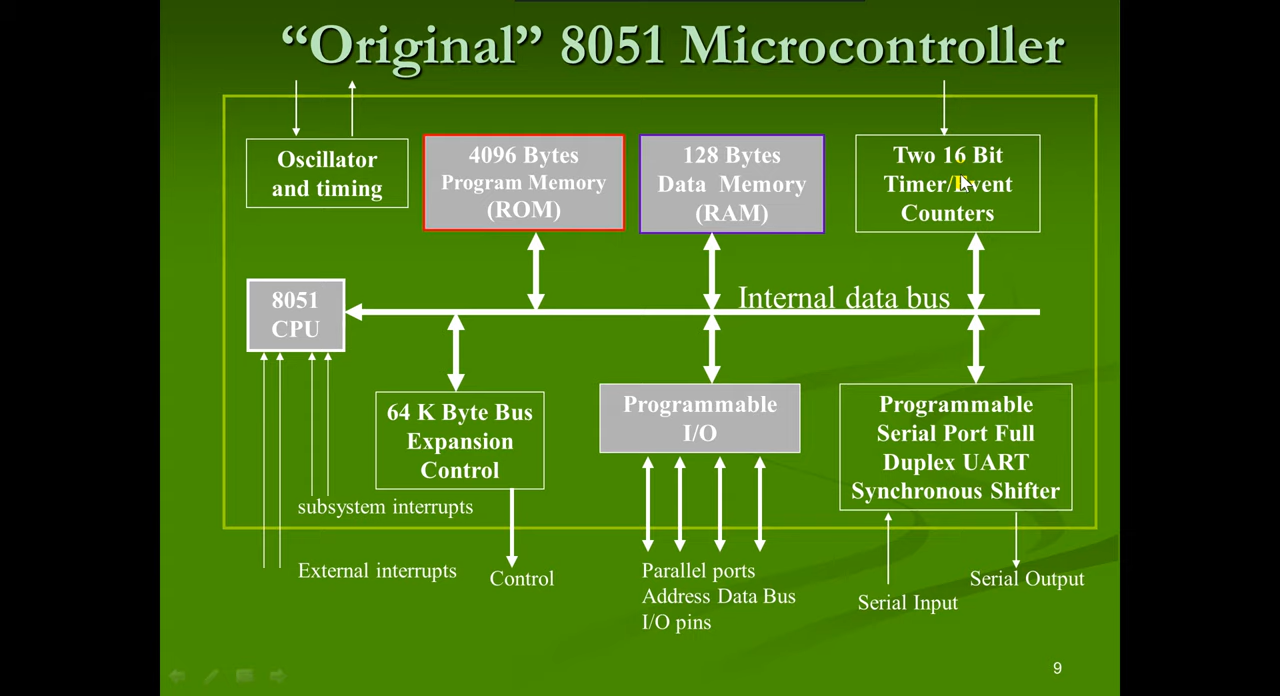 “Original” 8051 Microcontroller
Oscillator
and timing
4096 Bytes
Program Memory
(ROM)
128 Bytes
Data Memory
(RAM)
Two 16 Bit
Timer/Event
Counters
8051
CPU
Internal data bus
64 K Byte Bus
Expansion
Control
Programmable
I/O
Programmable
Serial Port Full
Duplex UART
Synchronous Shifter
subsystem interrupts
External interrupts
Control
Parallel ports
Address Data Bus
I/O pins
Serial Input
Serial Output
9